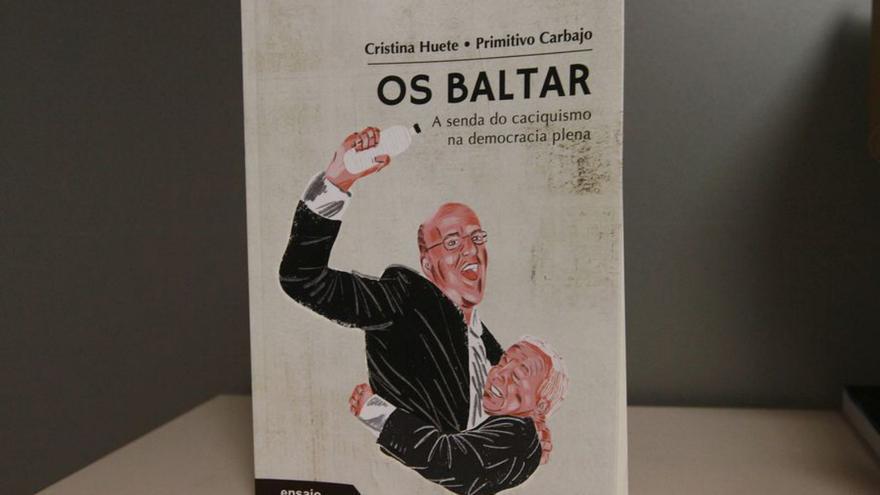 Cristina Huete • Primitivo Carbajo
OS BALTAR
A senda do caciquismo
na democracia plena
ensaio